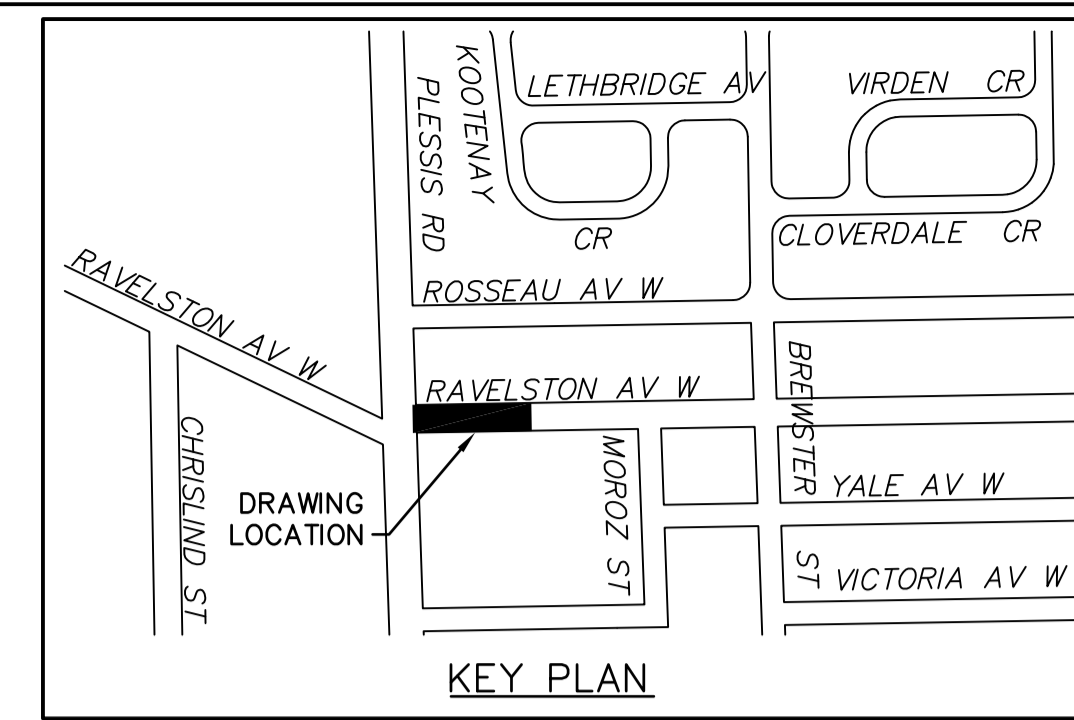 KOOTENAY
CR
PLESSIS RD
LETHBRIDGE AV
VIRDEN CR
CLOVERDALE CR
RAVELSTON AV W
ROSSEAU AV W
RAVELSTON AV W
BREWSTER ST
CHRISLIND ST
DRAWING
LOCATION
MOROZ ST
YALE AV W
VICTORIA AV W
KEY PLAN